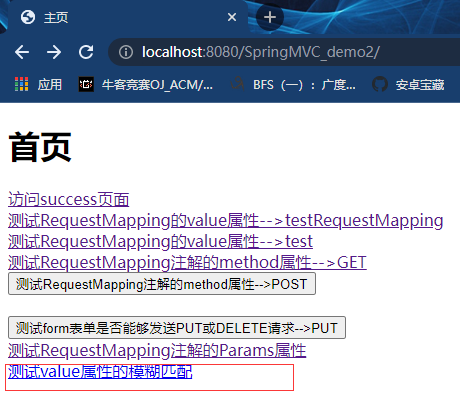 主页
localhost:8080/SpringMVC_demo2/
应用
牛客竞赛OJ_ACM/...
BFS（一）：广度...
安卓宝藏
首页
访问success页面
测试RequestMapping的value属性-->testRequestMapping
测试RequestMapping的value属性-->test
测试RequestMapping注解的method属性-->GET
测试RequestMapping注解的method属性-->POST
测试form表单是否能够发送PUT或DELETE请求-->PUT
测试RequestMapping注解的Params属性
测试value属性的模糊匹配